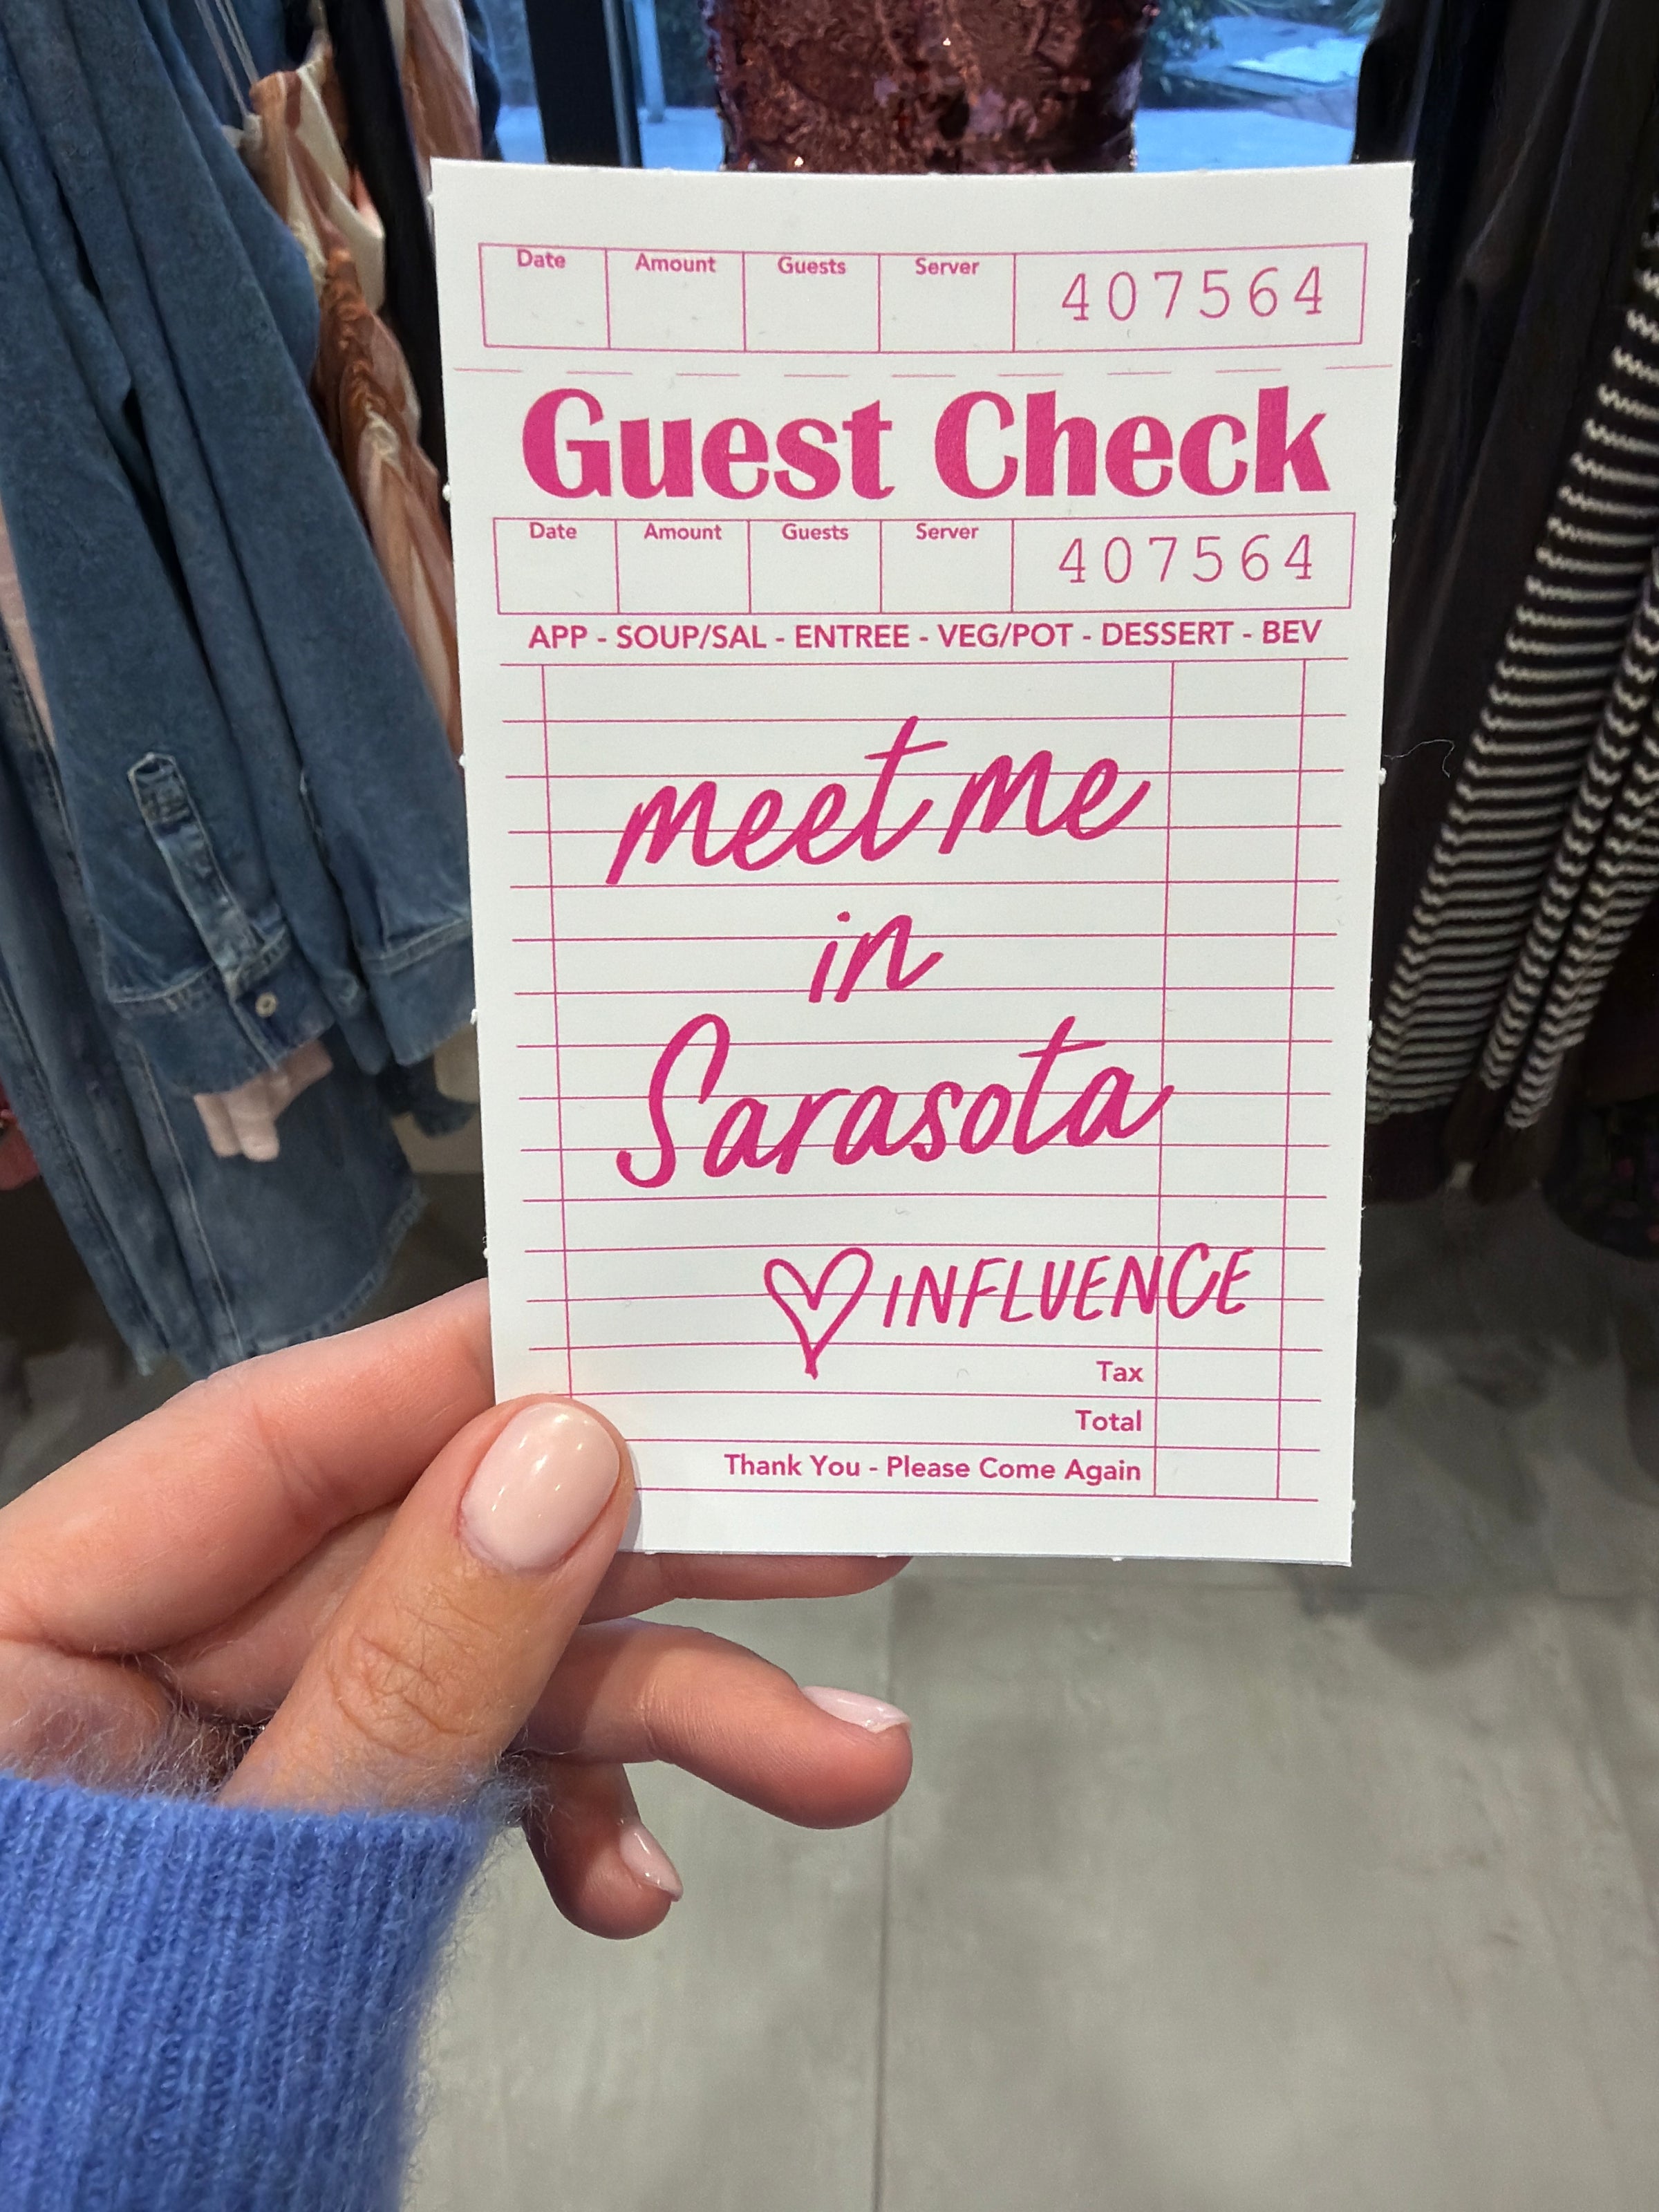 Date Amount Guests Server 407564
Guest Check
Date Amount Guests Server 407564
APP - SOUP/SAL - ENTREE - VEG/POT - DESSERT - BEV
meet me
in
Sarasota
INFLUENCE
Tax
Total
Thank You - Please Come Again